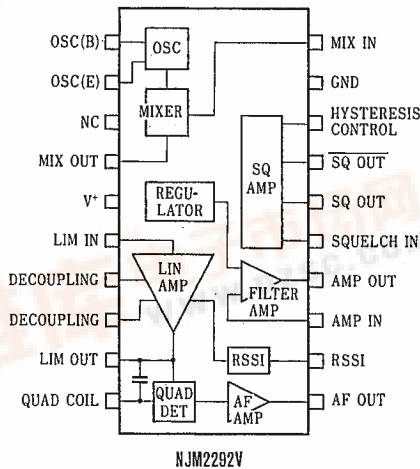 OSC(B)
OSC(E)
NC
MIX OUT
V+
LIM IN
DECOUPLING
DECOUPLING
LIM OUT
QUAD COIL
OSC
MIXER
REGU-
LATOR
LIN
AMP
QUAD
DET
SQ
AMP
FILTER
AMP
RSSI
AF
AMP
MIX IN
GND
HYSTERESIS
CONTROL
SQ OUT
SQ OUT
SQUELCH IN
AMP OUT
AMP IN
RSSI
AF OUT
NJM2292V